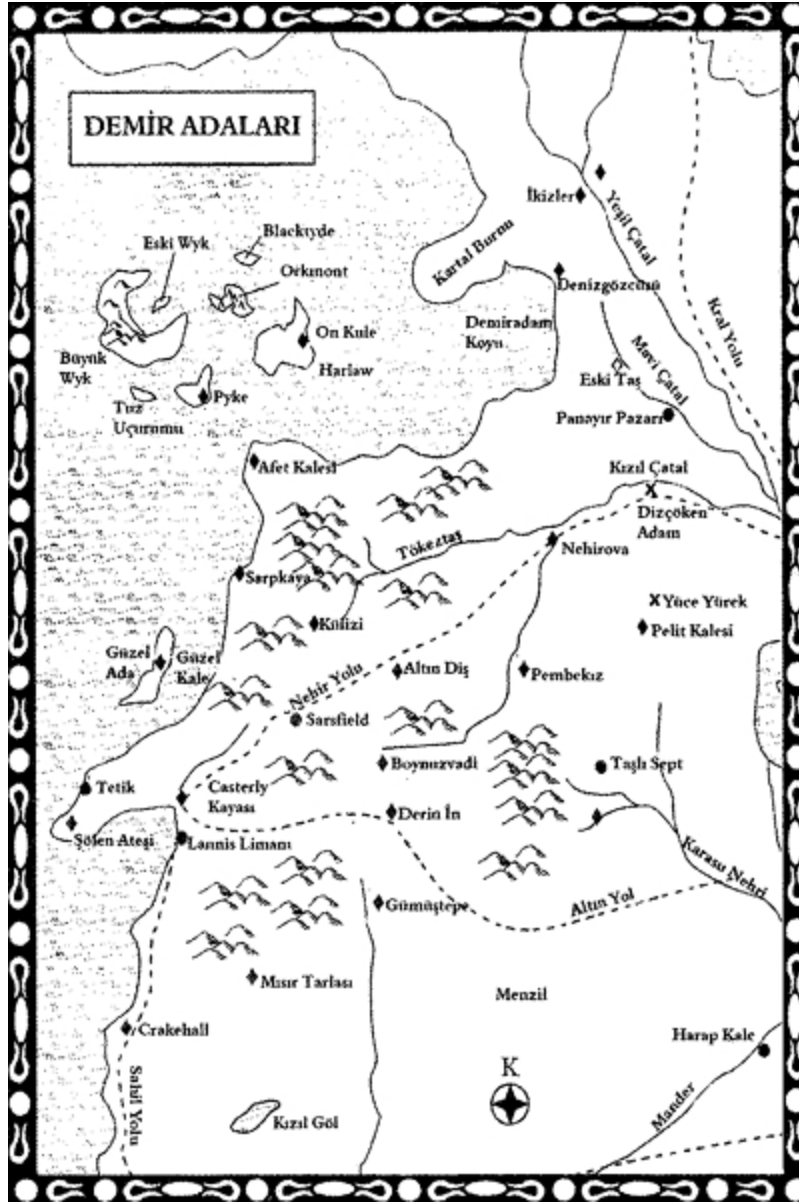 DEMİR ADALARI
İkizler
Yeşil Çatal
Blacktyde
Eski Wyk
Kartal Burnu
Orkmont
Denizgözcüsü
Kral Yolu
Demiradam
Koyu
On Kule
Mavi Çatal
Büyük
Wyk
Harlaw
Eski Taş
Pyke
Tuz
Uçurumu
Panayır Pazarı
Afet Kalesi
Kızıl Çatal
Dizçöken
Adam
Tökeztaş
Nehirova
Sarpkaya
Yüce Yürek
Külizi
Pelit Kalesi
Güzel
Ada
Güzel
Kale
Altın Diş
Pembekız
Nehir Yolu
Sarsfield
Boynuzvadi
Taşlı Sept
Tetik
Casterly
Kayası
Derin İn
Şölen Ateşi
Lannis Limanı
Karasu Nehri
Gümüştepe
Altın Yol
Mısır Tarlası
Menzil
Crakehall
Harap Kale
K
Sahil Yolu
Kızıl Göl
Mander